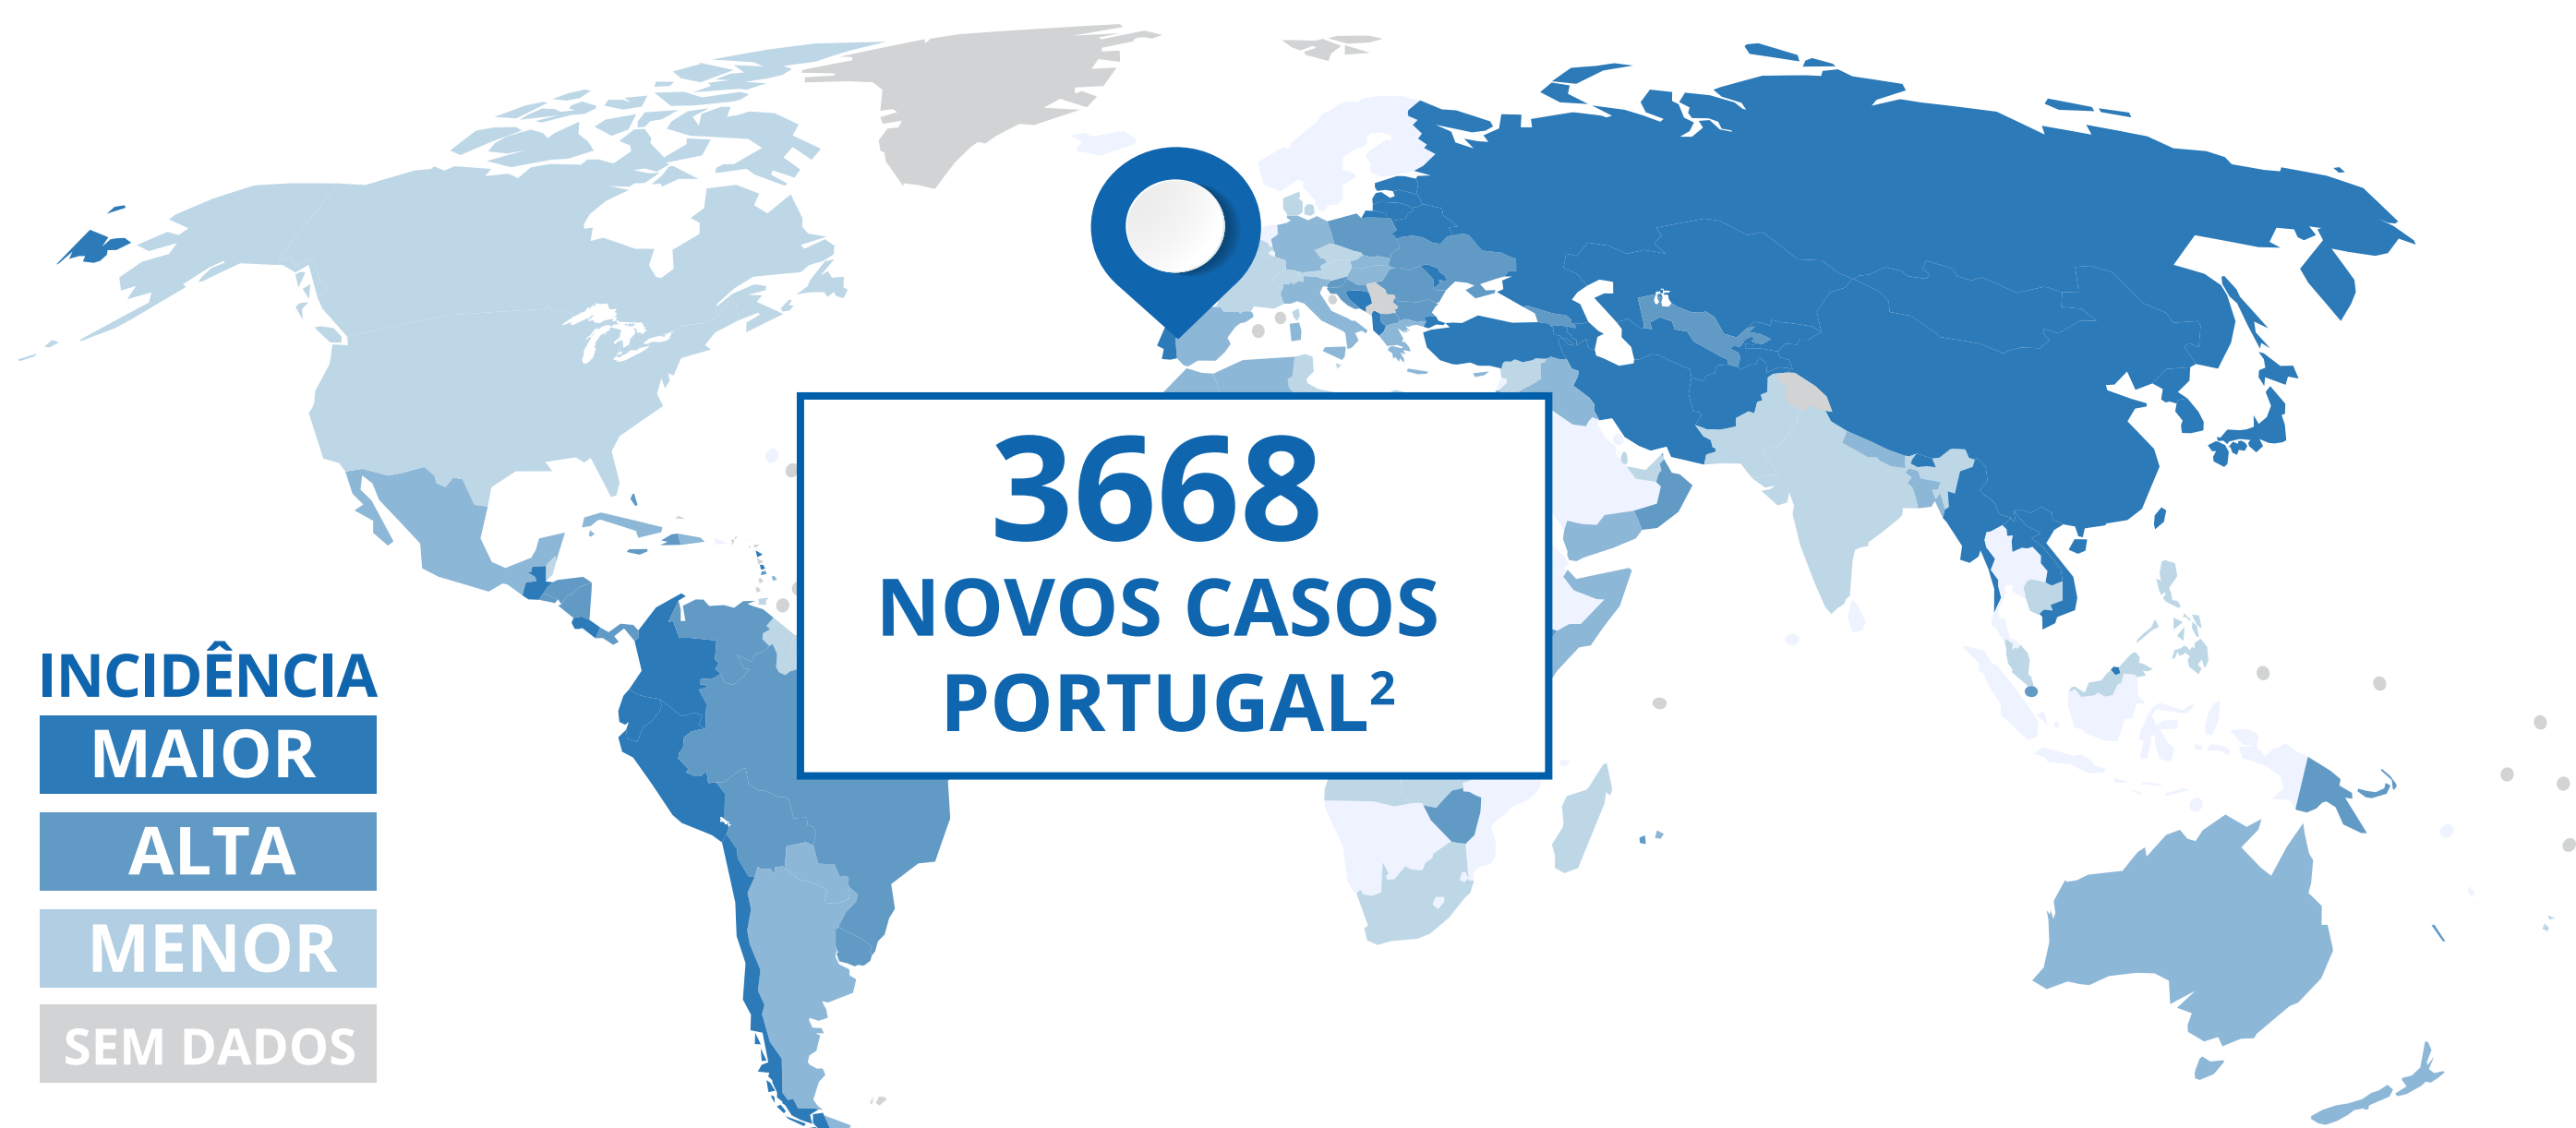 3668
NOVOS CASOS
PORTUGAL²
INCIDÊNCIA
MAIOR
ALTA
MENOR
SEM DADOS